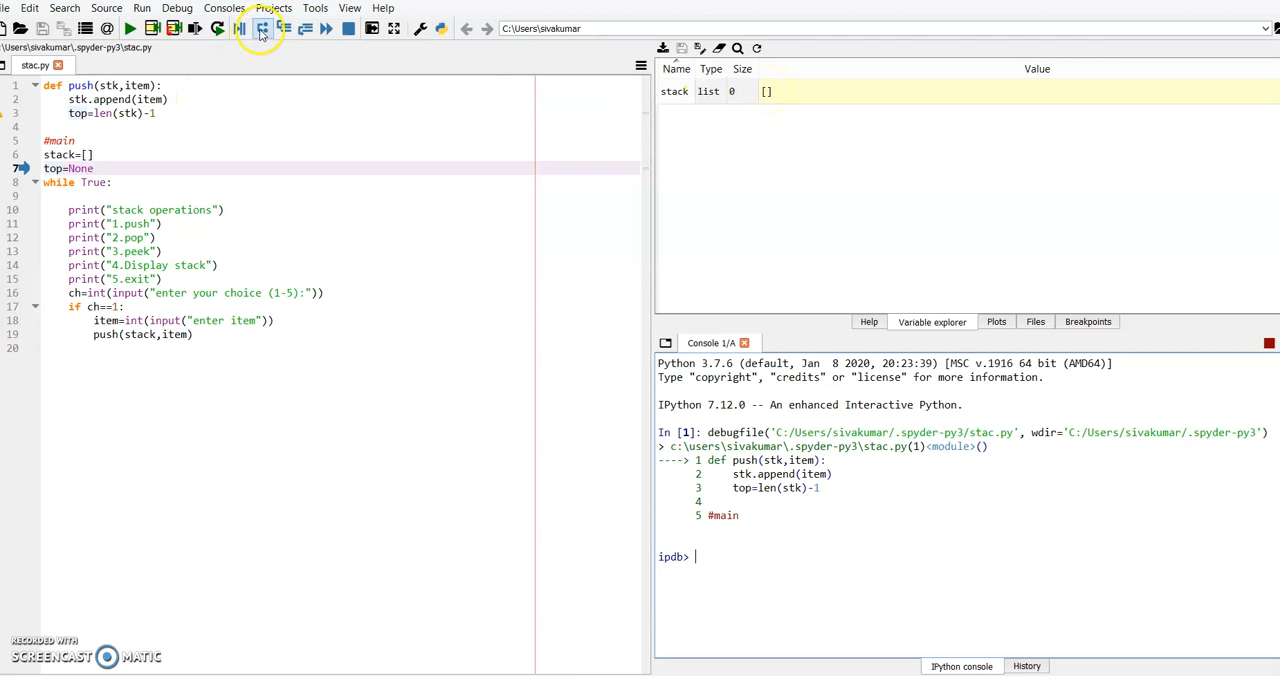 File Edit Search Source Run Debug Consoles Projects Tools View Help
C:\Users\sivakumar
Users\sivakumar\.spyder-py3\stac.py
stac.py
1 def push(stk,item):
2 stk.append(item)
3 top=len(stk)-1
4
5 #main
6 stack=[]
7 top=None
8 while True:
9
10 print("stack operations")
11 print("1.push")
12 print("2.pop")
13 print("3.peek")
14 print("4.Display stack")
15 print("5.exit")
16 ch=int(input("enter your choice (1-5):"))
17 if ch==1:
18 item=int(input("enter item"))
19 push(stack,item)
20
Name Type Size Value
stack list 0 []
Help Variable explorer Plots Files Breakpoints
Console 1/A
Python 3.7.6 (default, Jan 8 2020, 20:23:39) [MSC v.1916 64 bit (AMD64)]
Type "copyright", "credits" or "license" for more information.
IPython 7.12.0 -- An enhanced Interactive Python.
In [1]: debugfile('C:/Users/sivakumar/.spyder-py3/stac.py', wdir='C:/Users/sivakumar/.spyder-py3')
> c:\users\sivakumar\.spyder-py3\stac.py(1)<module>()
----> 1 def push(stk,item):
2 stk.append(item)
3 top=len(stk)-1
4
5 #main
ipdb>
IPython console History
RECORDED WITH
SCREENCAST MATIC